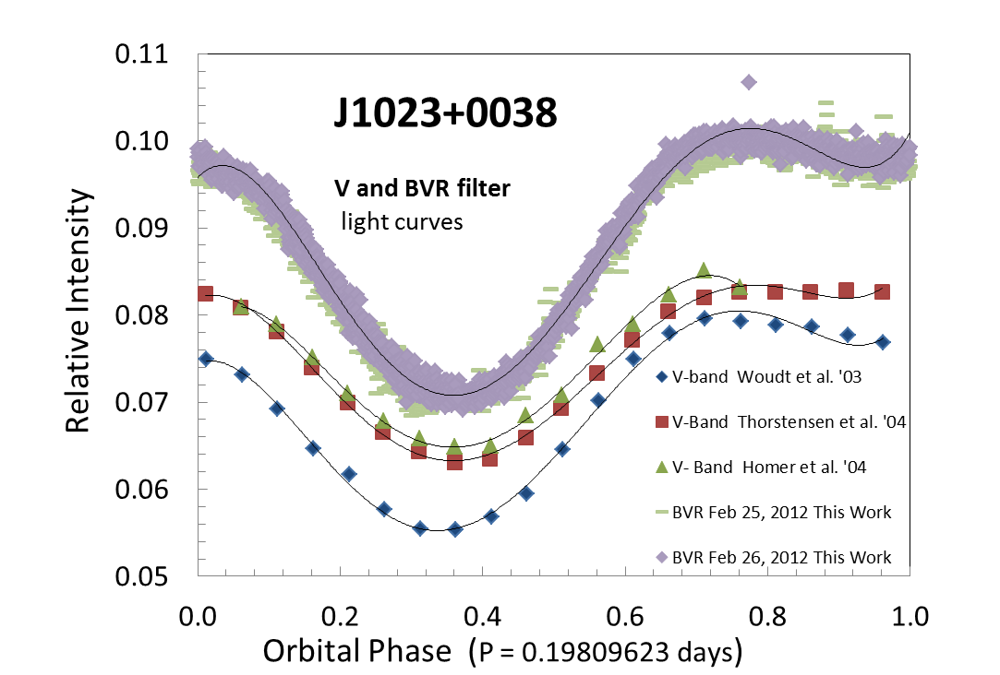 J1023+0038
V and BVR filter
light curves
Relative Intensity
0.11
0.10
0.09
0.08
0.07
0.06
0.05
V-band Woudt et al. '03
V-Band Thorstensen et al. '04
V- Band Homer et al. '04
BVR Feb 25, 2012 This Work
BVR Feb 26, 2012 This Work
0.0 0.2 0.4 0.6 0.8 1.0
Orbital Phase (P = 0.19809623 days)